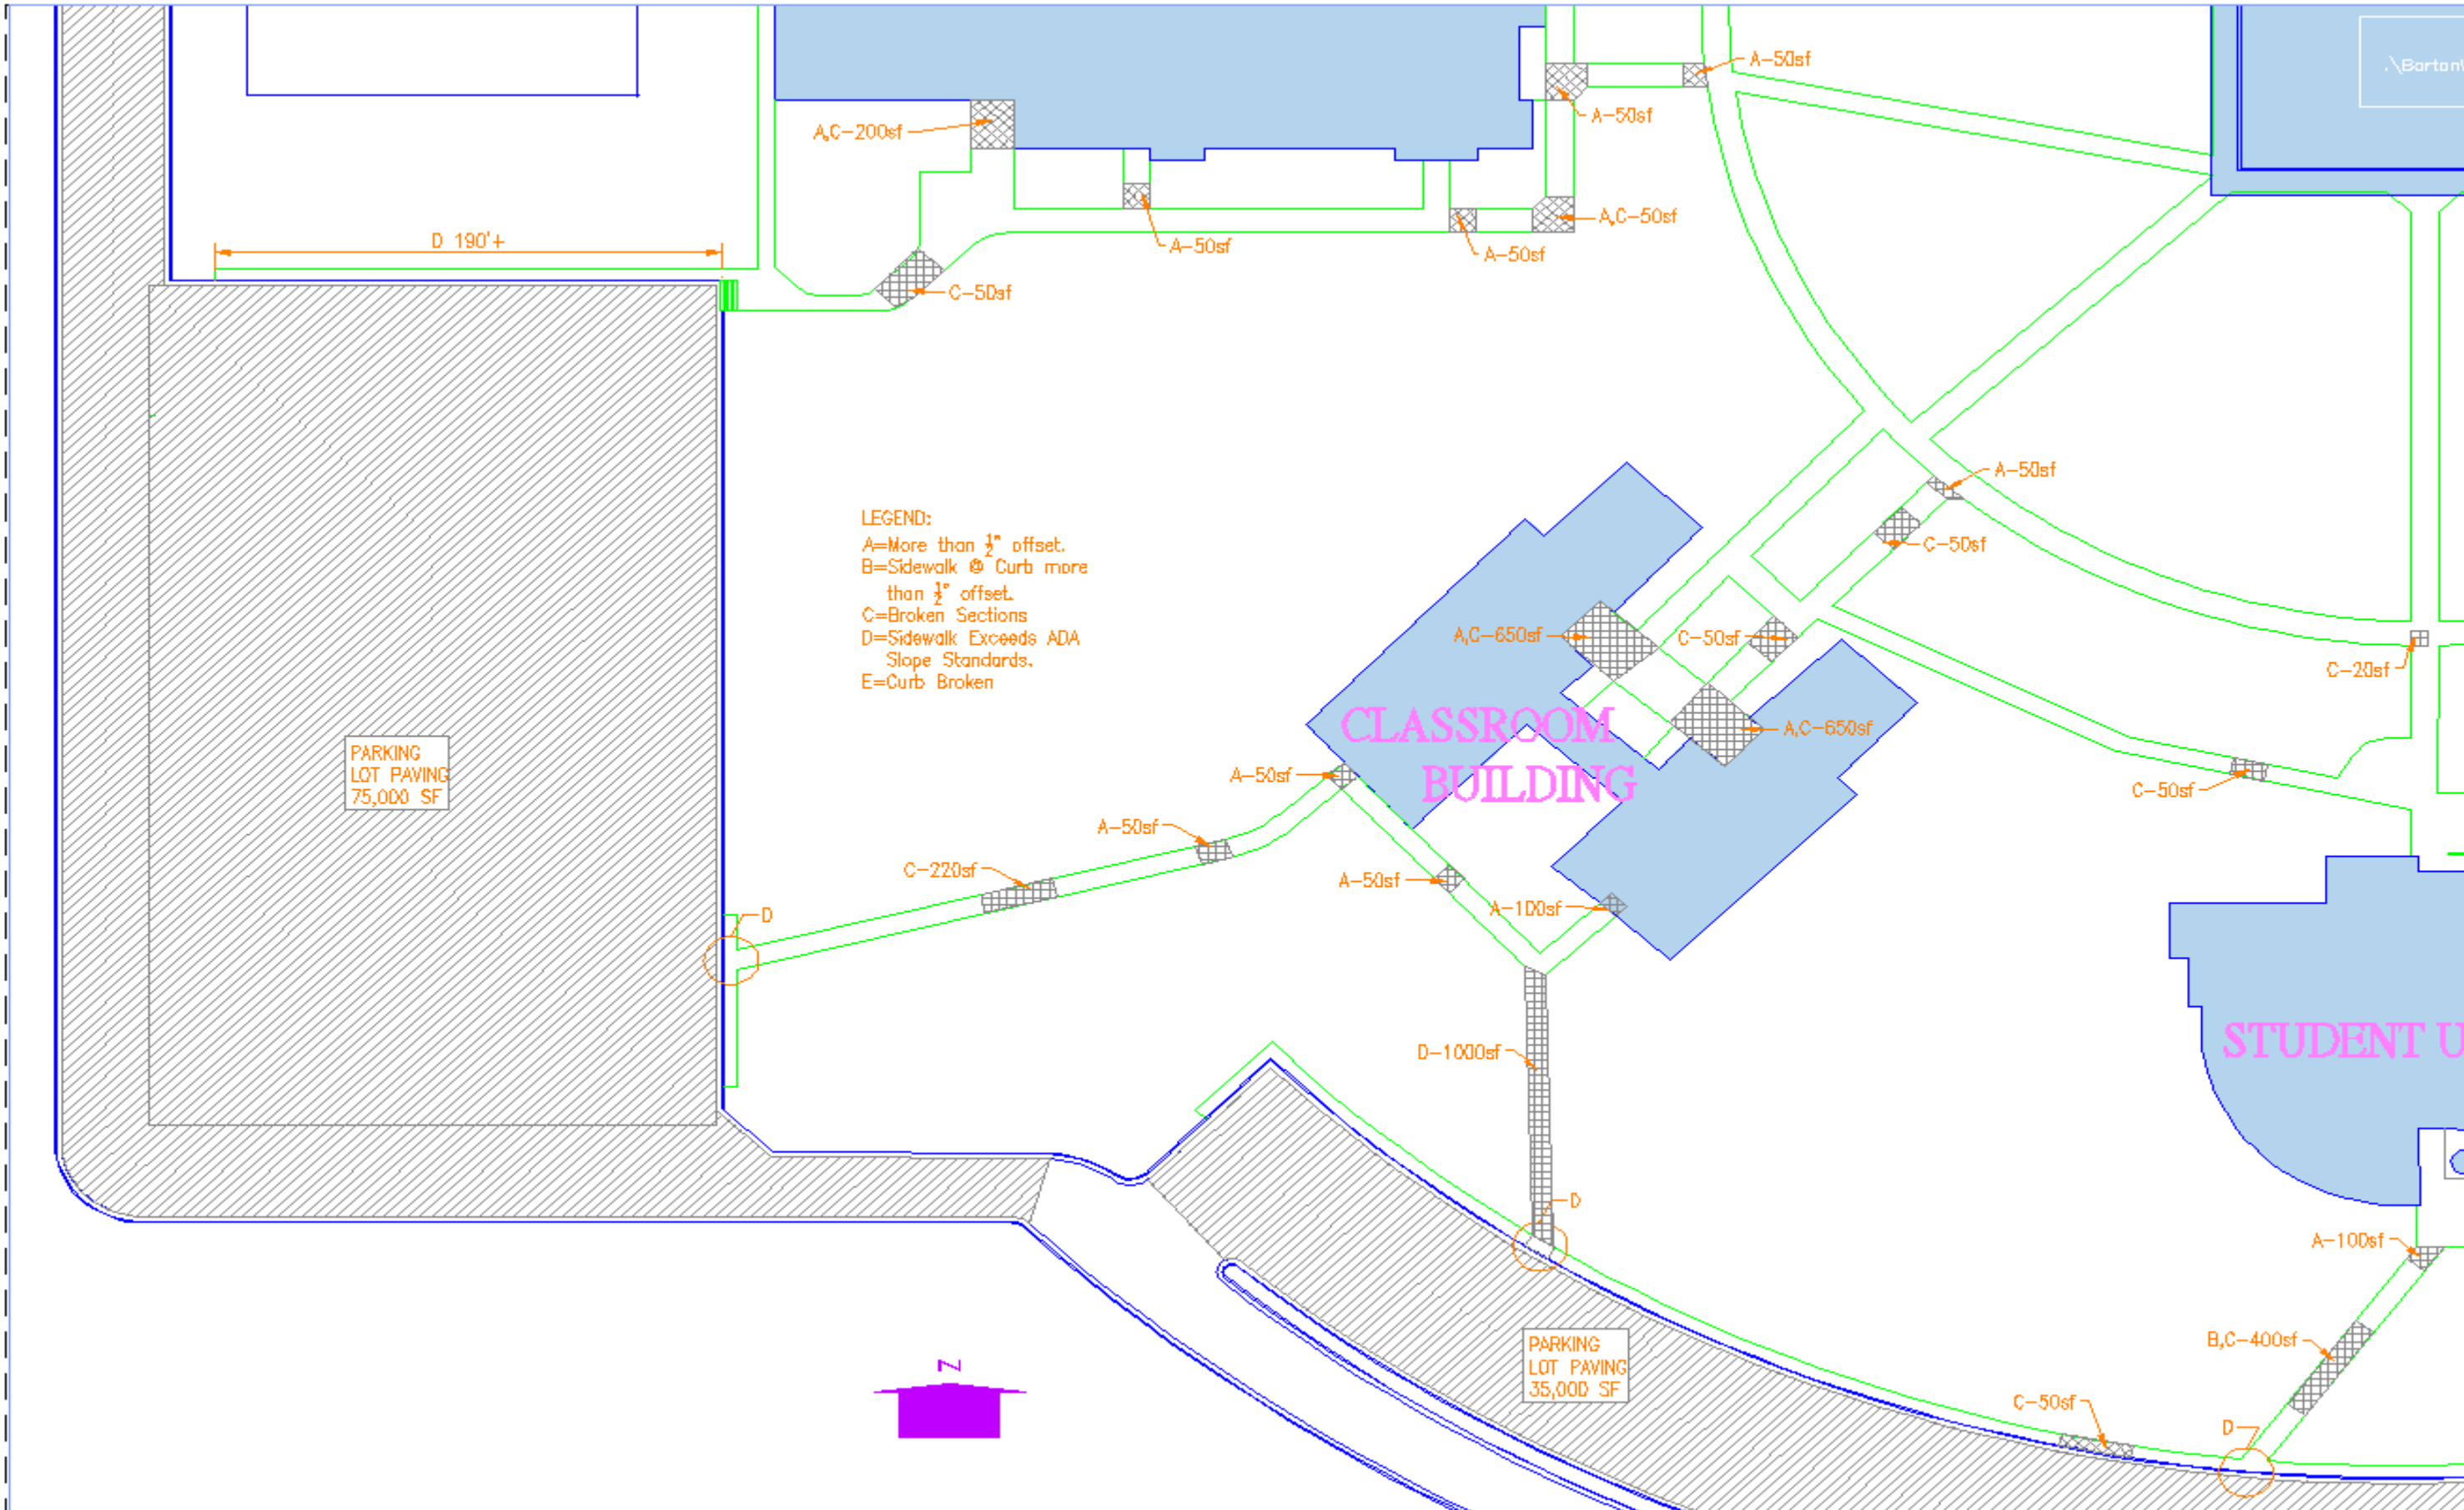 .\Barton
A-50sf
A-50sf
A,C-200sf
A,C-50sf
A-50sf
A-50sf
D 190'+
C-50sf
A-50sf
C-50sf
LEGEND:
A=More than ½" offset.
B=Sidewalk @ Curb more
than ½" offset.
C=Broken Sections
D=Sidewalk Exceeds ADA
Slope Standards.
E=Curb Broken
A,C-650sf
C-50sf
C-20sf
A,C-650sf
CLASSROOM
BUILDING
PARKING
LOT PAVING
75,000 SF
A-50sf
C-50sf
A-50sf
C-220sf
A-50sf
A-100sf
D
STUDENT U
D-1000sf
D
A-100sf
N
PARKING
LOT PAVING
35,000 SF
B,C-400sf
C-50sf
D